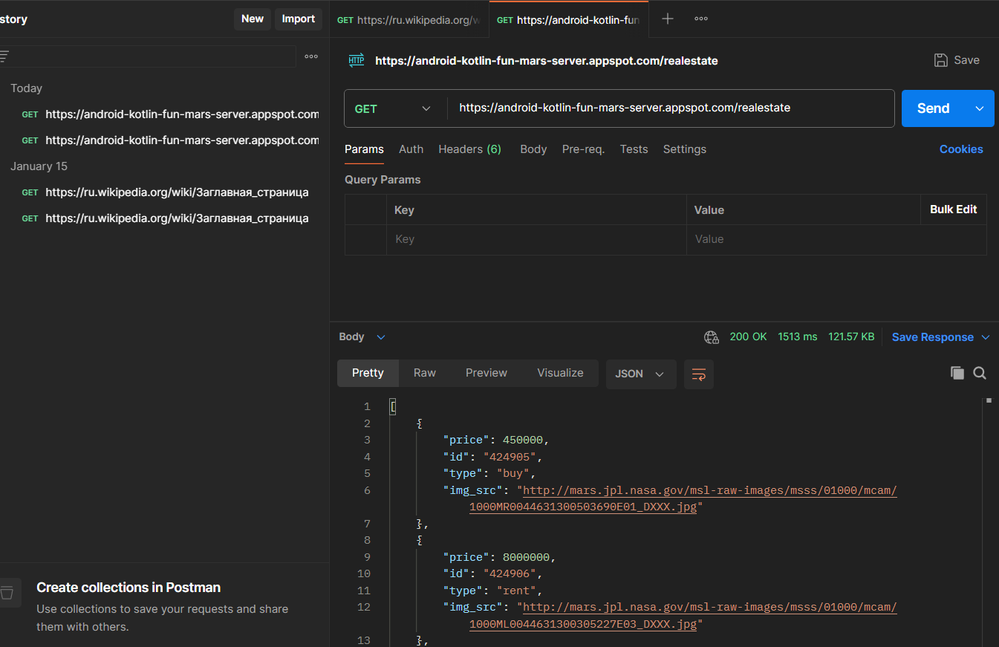 story
New
Import
Today
GET https://android-kotlin-fun-mars-server.appspot.com
GET https://android-kotlin-fun-mars-server.appspot.com
January 15
GET https://ru.wikipedia.org/wiki/Заглавная_страница
GET https://ru.wikipedia.org/wiki/Заглавная_страница
Create collections in Postman
Use collections to save your requests and share
them with others.
GET https://ru.wikipedia.org/w
GET https://android-kotlin-fun
HTTP https://android-kotlin-fun-mars-server.appspot.com/realestate
Save
GET https://android-kotlin-fun-mars-server.appspot.com/realestate
Send
Params Auth Headers (6) Body Pre-req. Tests Settings
Cookies
Query Params
Key Value Bulk Edit
Key Value
Body
200 OK 1513 ms 121.57 KB Save Response
Pretty Raw Preview Visualize JSON
1 [
2 {
3 "price": 450000,
4 "id": "424905",
5 "type": "buy",
6 "img_src": "http://mars.jpl.nasa.gov/msl-raw-images/msss/01000/mcam/
1000MR0044631300503690E01_DXXX.jpg"
7 },
8 {
9 "price": 8000000,
10 "id": "424906",
11 "type": "rent",
12 "img_src": "http://mars.jpl.nasa.gov/msl-raw-images/msss/01000/mcam/
1000ML0044631300305227E03_DXXX.jpg"
13 },